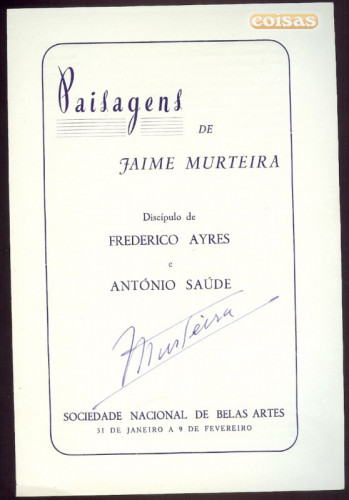 coisas
Paisagens
DE
JAIME MURTEIRA
Discípulo de
FREDERICO AYRES
e
ANTÓNIO SAÚDE
JMurteira
SOCIEDADE NACIONAL DE BELAS ARTES
31 DE JANEIRO A 9 DE FEVEREIRO